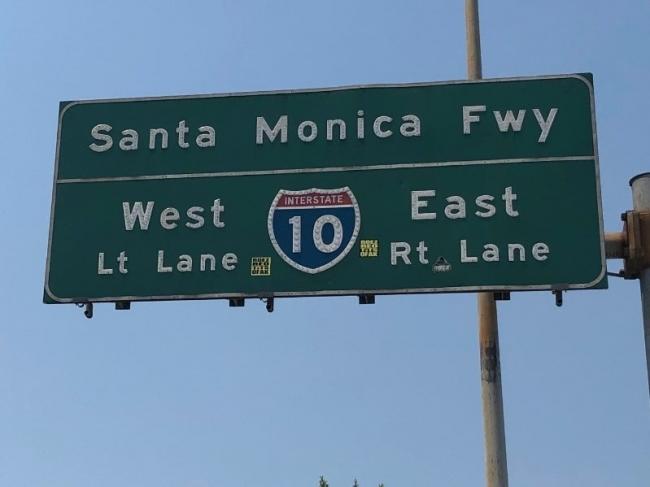 Santa Monica Fwy
West INTERSTATE 10 East
Lt Lane Rt Lane